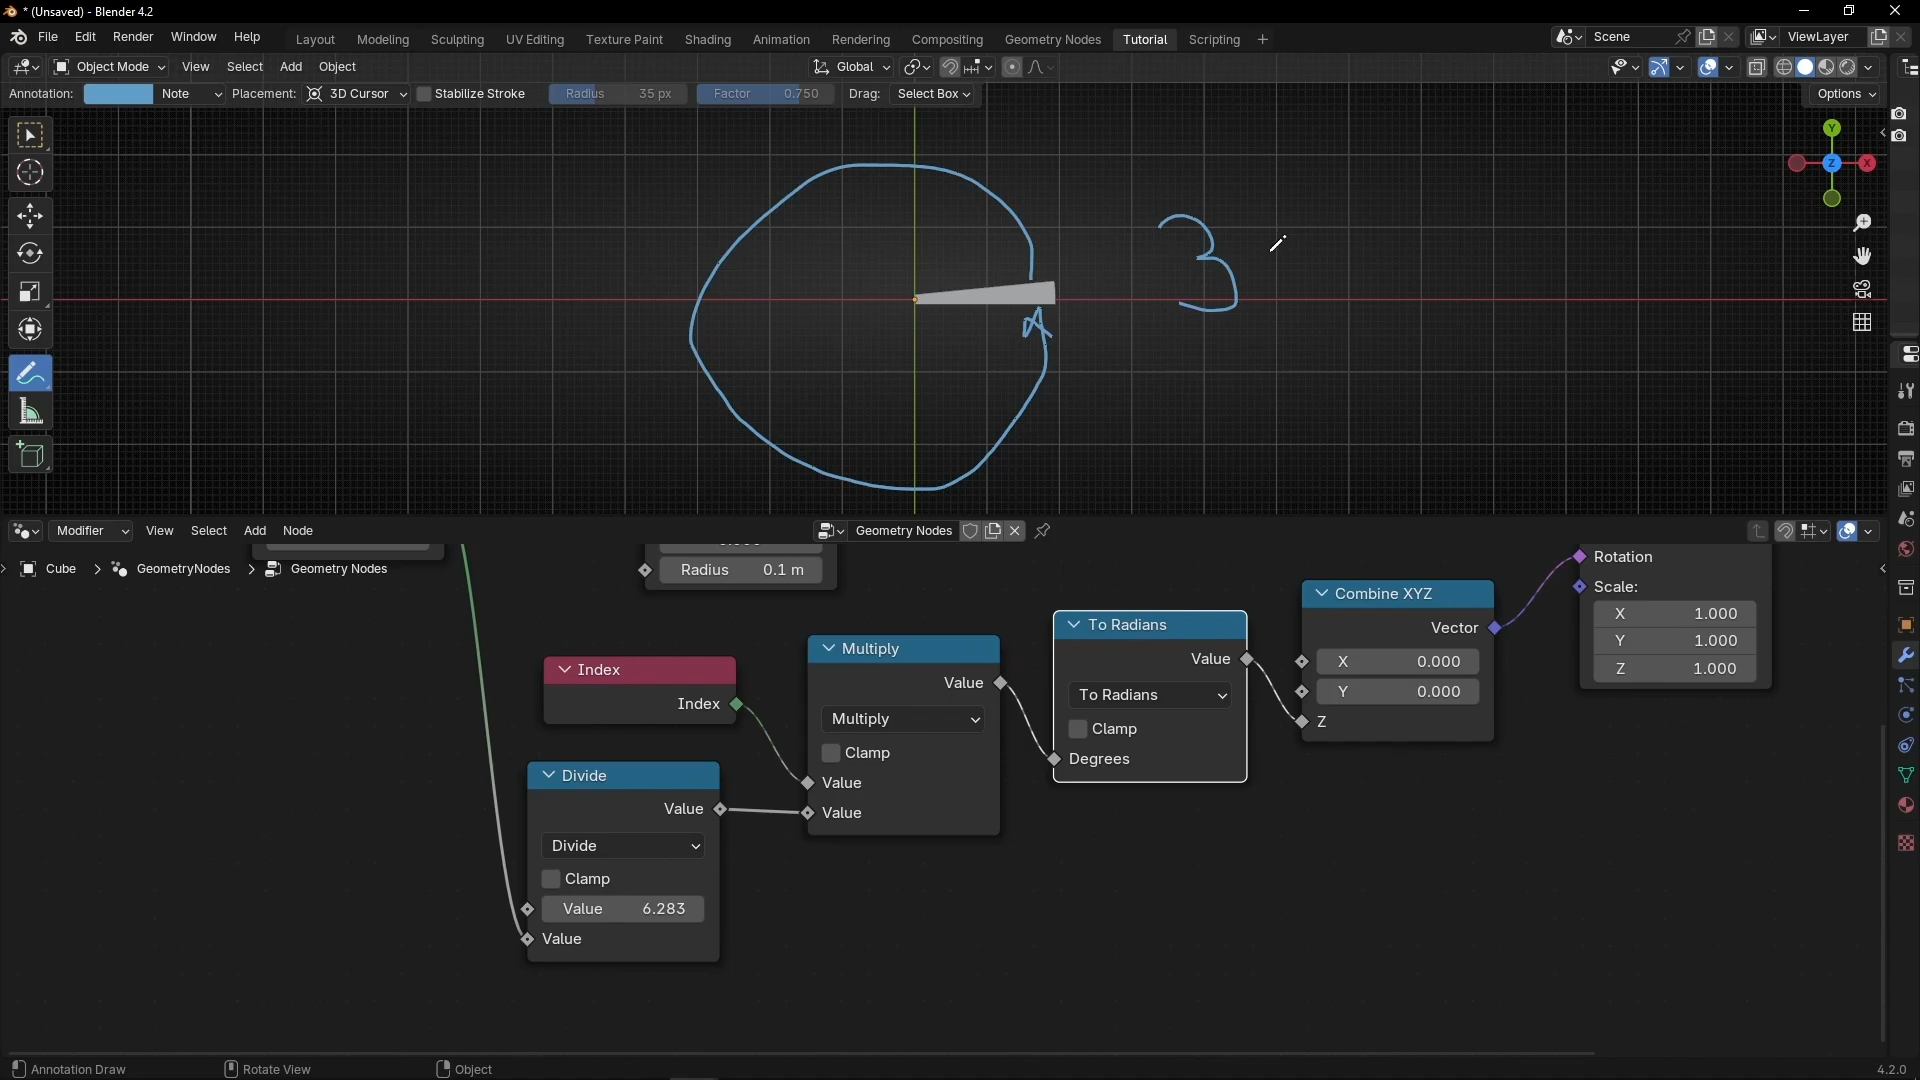 * (Unsaved) - Blender 4.2
File Edit Render Window Help Layout Modeling Sculpting UV Editing Texture Paint Shading Animation Rendering Compositing Geometry Nodes Tutorial Scripting + Scene ViewLayer
Object Mode View Select Add Object Global
Annotation: Note Placement: 3D Cursor Stabilize Stroke Radius 35 px Factor 0.750 Drag: Select Box Options
Y
X
Z
3
Modifier View Select Add Node Geometry Nodes
Cube > GeometryNodes > Geometry Nodes
Radius 0.1 m
Rotation
Scale:
X 1.000
Y 1.000
Z 1.000
Combine XYZ
Vector
X 0.000
Y 0.000
Z
To Radians
Value
To Radians
Clamp
Degrees
Multiply
Value
Multiply
Clamp
Value
Value
Index
Index
Divide
Value
Divide
Clamp
Value 6.283
Value
Annotation Draw Rotate View Object 4.2.0